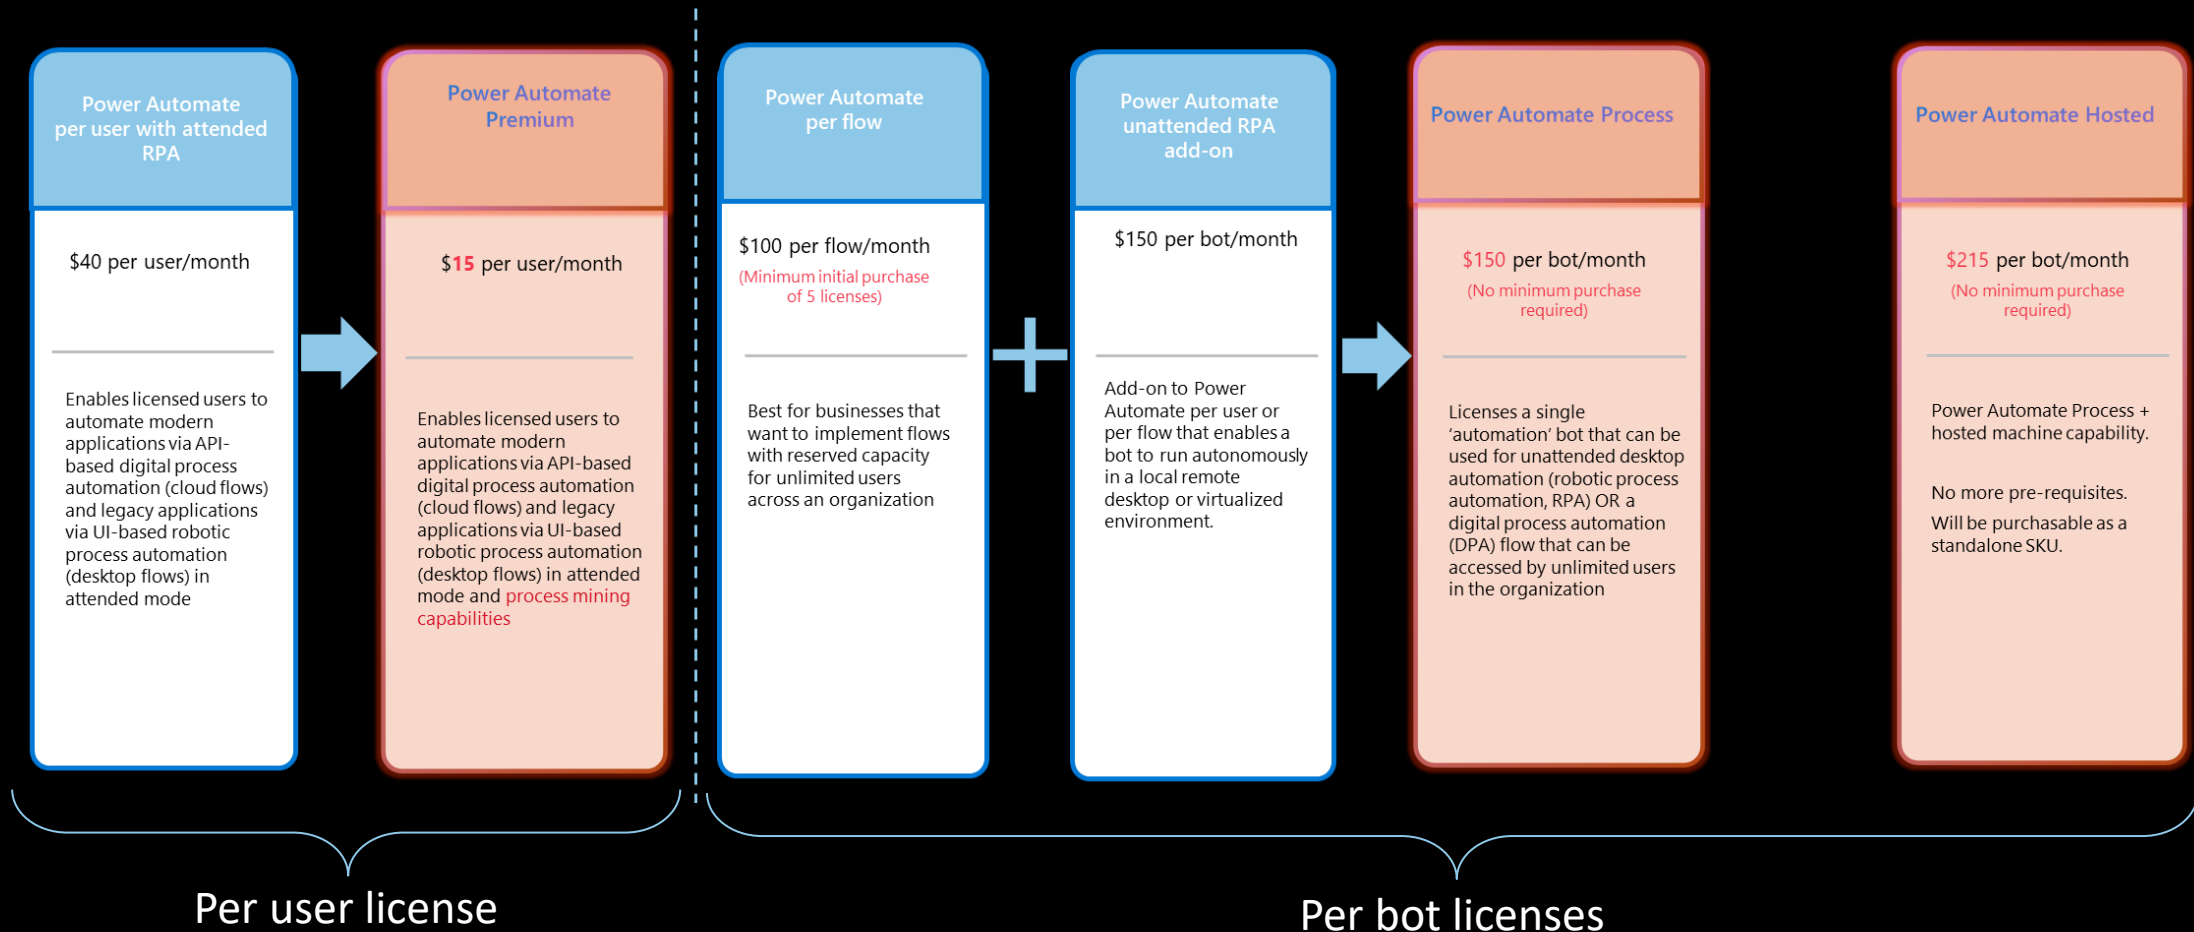 Power Automate
per user with attended
RPA
$40 per user/month
Enables licensed users to
automate modern
applications via API-
based digital process
automation (cloud flows)
and legacy applications
via UI-based robotic
process automation
(desktop flows) in
attended mode
Power Automate
Premium
$15 per user/month
Enables licensed users to
automate modern
applications via API-based
digital process automation
(cloud flows) and legacy
applications via UI-based
robotic process automation
(desktop flows) in attended
mode and process mining
capabilities
Power Automate
per flow
$100 per flow/month
(Minimum initial purchase
of 5 licenses)
Best for businesses that
want to implement flows
with reserved capacity
for unlimited users
across an organization
Power Automate
unattended RPA
add-on
$150 per bot/month
Add-on to Power
Automate per user or
per flow that enables a
bot to run autonomously
in a local remote
desktop or virtualized
environment.
Power Automate Process
$150 per bot/month
(No minimum purchase
required)
Licenses a single
‘automation’ bot that can be
used for unattended desktop
automation (robotic process
automation, RPA) OR a
digital process automation
(DPA) flow that can be
accessed by unlimited users
in the organization
Power Automate Hosted
$215 per bot/month
(No minimum purchase
required)
Power Automate Process +
hosted machine capability.
No more pre-requisites.
Will be purchasable as a
standalone SKU.
Per user license
Per bot licenses